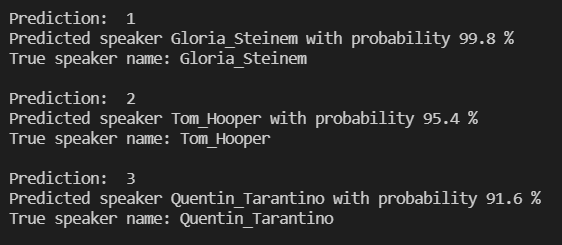 Prediction:  1
Predicted speaker Gloria_Steinem with probability 99.8 %
True speaker name: Gloria_Steinem
Prediction:  2
Predicted speaker Tom_Hooper with probability 95.4 %
True speaker name: Tom_Hooper
Prediction:  3
Predicted speaker Quentin_Tarantino with probability 91.6 %
True speaker name: Quentin_Tarantino